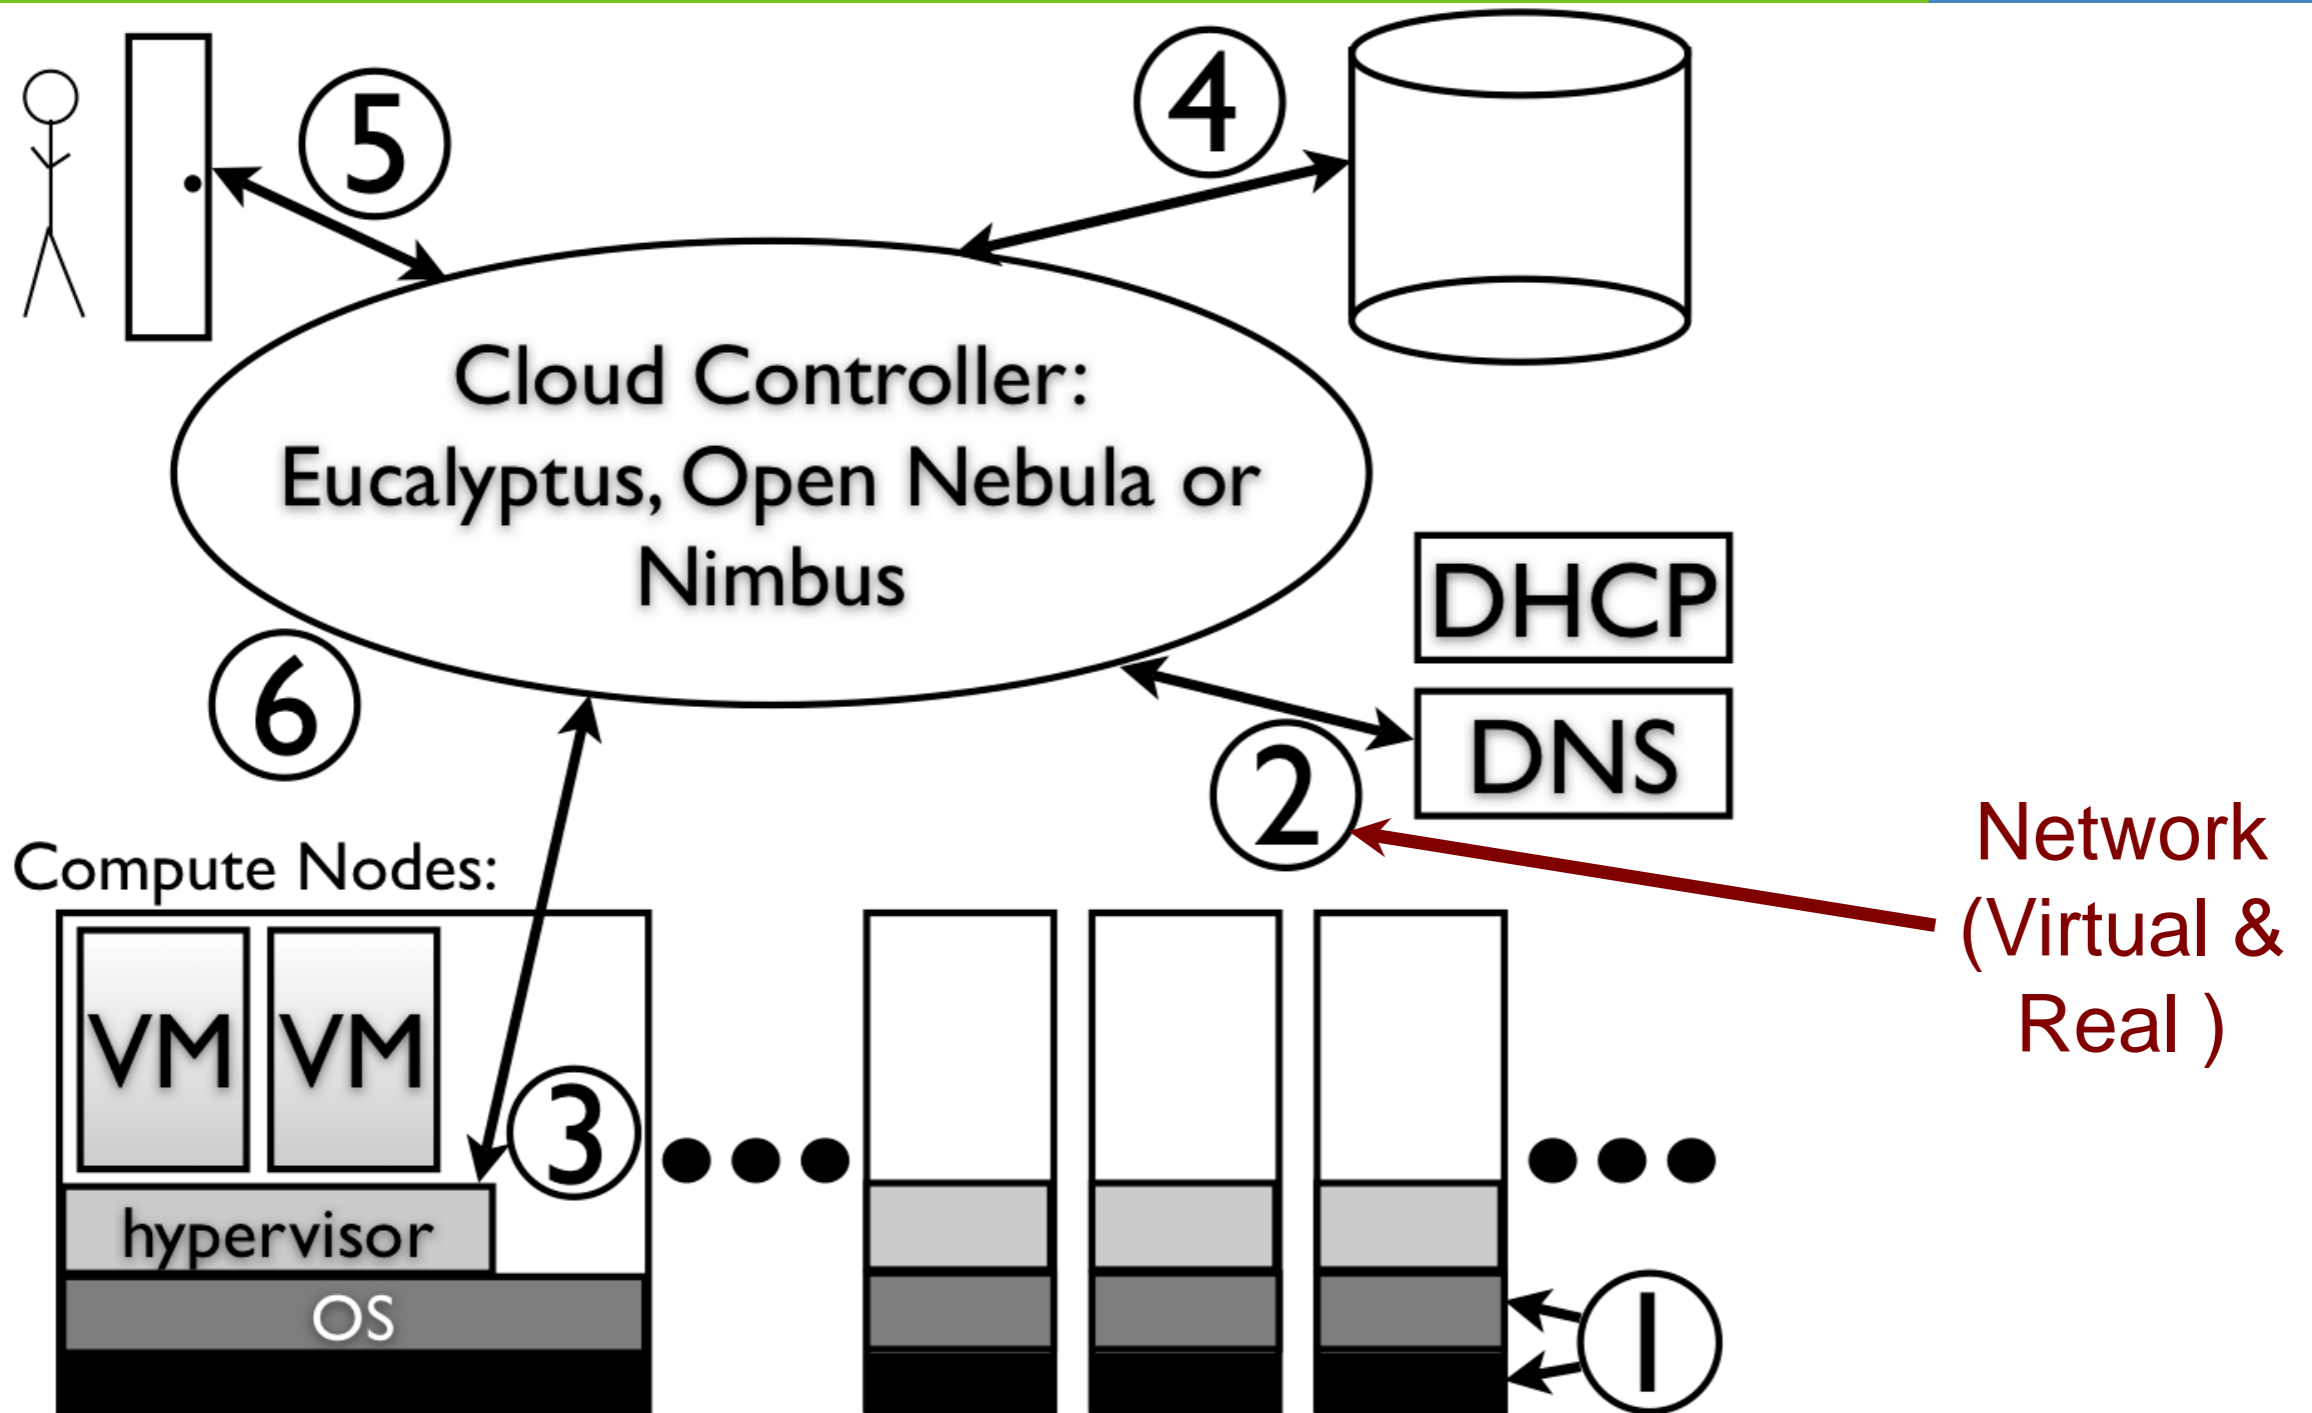 5
4
Cloud Controller:
Eucalyptus, Open Nebula or
Nimbus
DHCP
DNS
6
2
Network
(Virtual &
Real )
Compute Nodes:
VM VM
3
hypervisor
OS
1